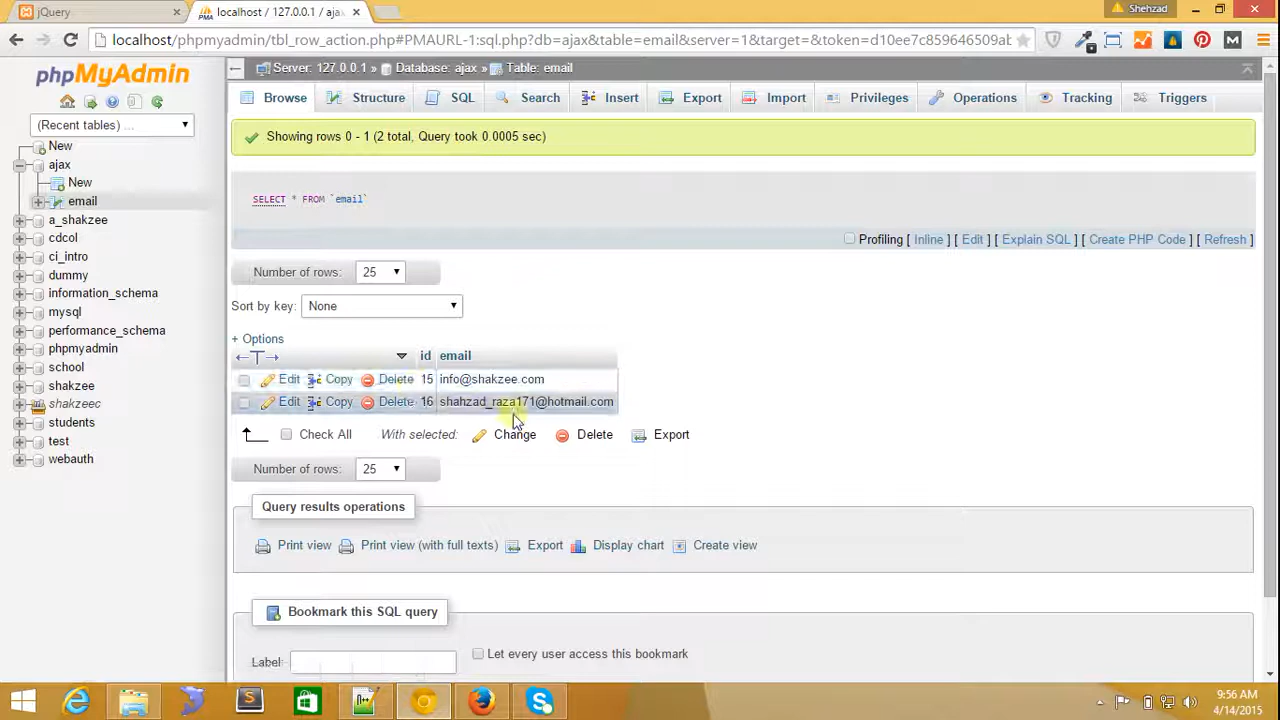 jQuery
localhost / 127.0.0.1 / ajax
Shehzad
localhost/phpmyadmin/tbl_row_action.php#PMAURL-1:sql.php?db=ajax&table=email&server=1&target=&token=d10ee7c859646509ab
phpMyAdmin
Server: 127.0.0.1 » Database: ajax » Table: email
Browse Structure SQL Search Insert Export Import Privileges Operations Tracking Triggers
(Recent tables) ...
New
ajax
New
email
a_shakzee
cdcol
ci_intro
dummy
information_schema
mysql
performance_schema
phpmyadmin
school
shakzee
shakzeec
students
test
webauth
Showing rows 0 - 1 (2 total, Query took 0.0005 sec)
SELECT * FROM `email`
Profiling [ Inline ] [ Edit ] [ Explain SQL ] [ Create PHP Code ] [ Refresh ]
Number of rows: 25
Sort by key: None
+ Options
←T→ id email
Edit Copy Delete 15 info@shakzee.com
Edit Copy Delete 16 shahzad_raza171@hotmail.com
Check All With selected: Change Delete Export
Number of rows: 25
Query results operations
Print view Print view (with full texts) Export Display chart Create view
Bookmark this SQL query
Label: Let every user access this bookmark
9:56 AM
4/14/2015